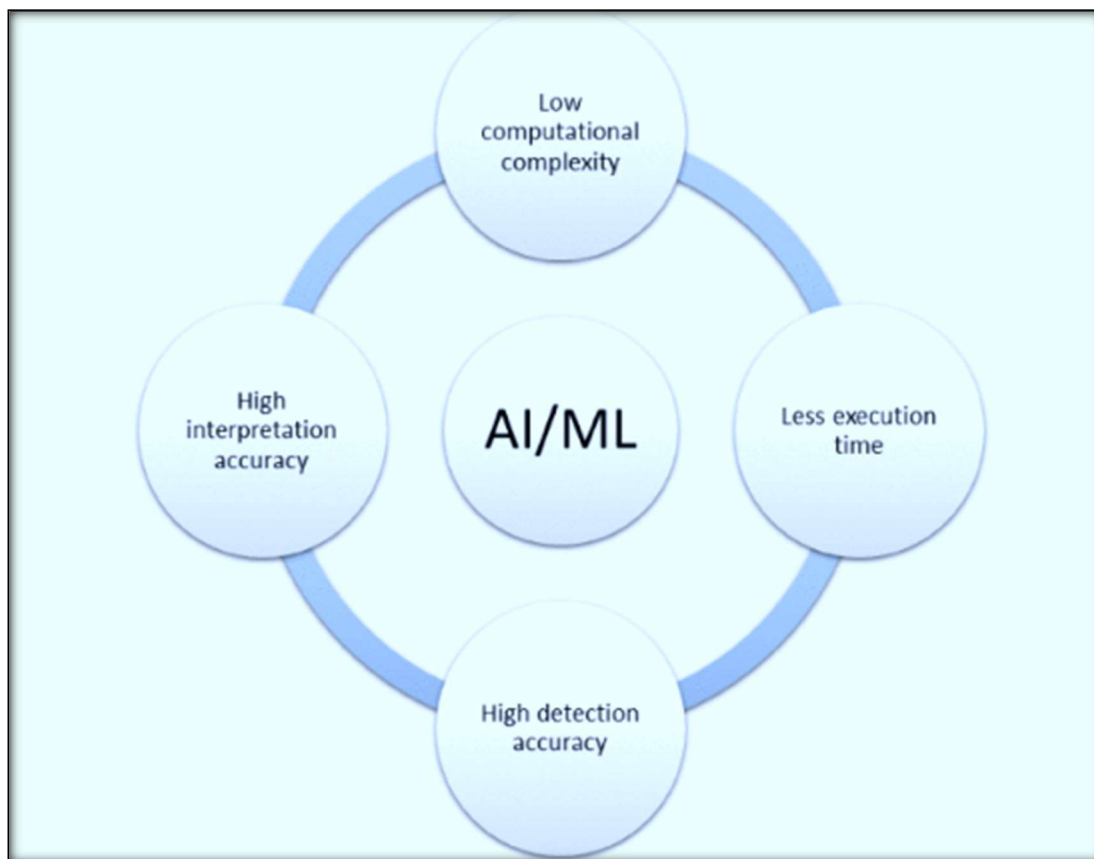 Low
computational
complexity
High
interpretation
accuracy
AI/ML
Less execution
time
High detection
accuracy